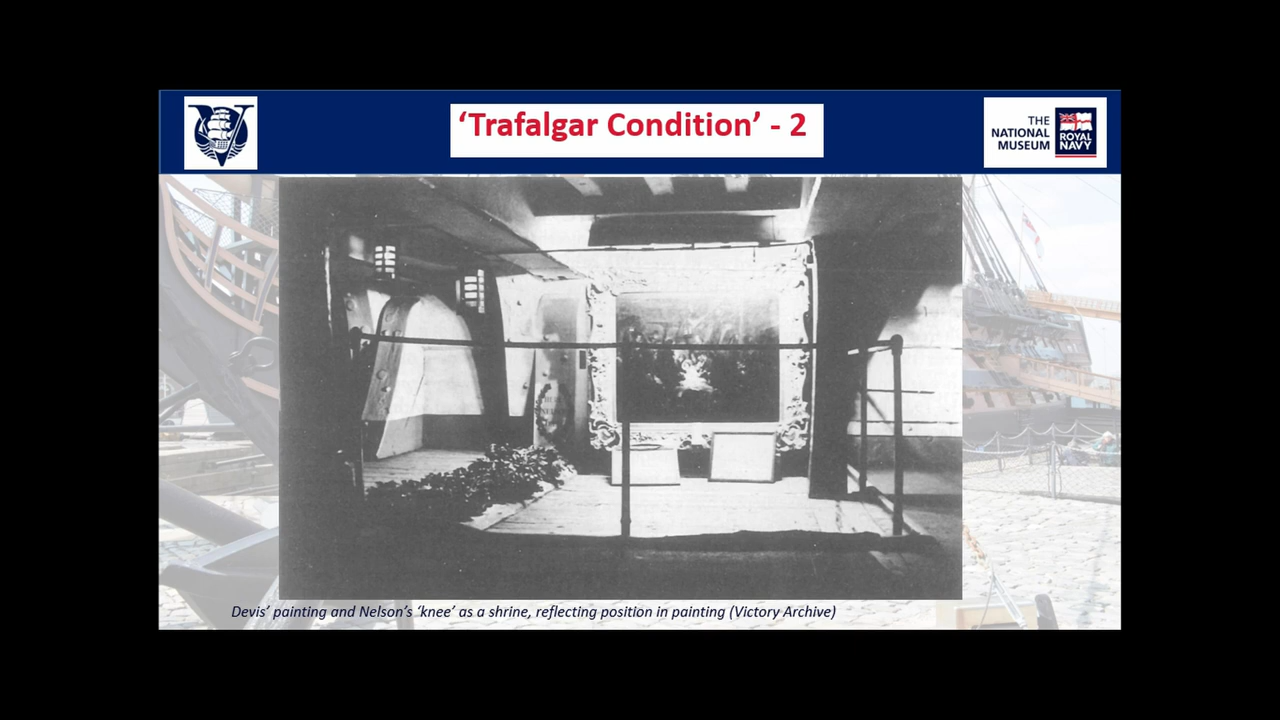 ‘Trafalgar Condition’ - 2
THE
NATIONAL
MUSEUM
ROYAL
NAVY
Devis’ painting and Nelson’s ‘knee’ as a shrine, reflecting position in painting (Victory Archive)